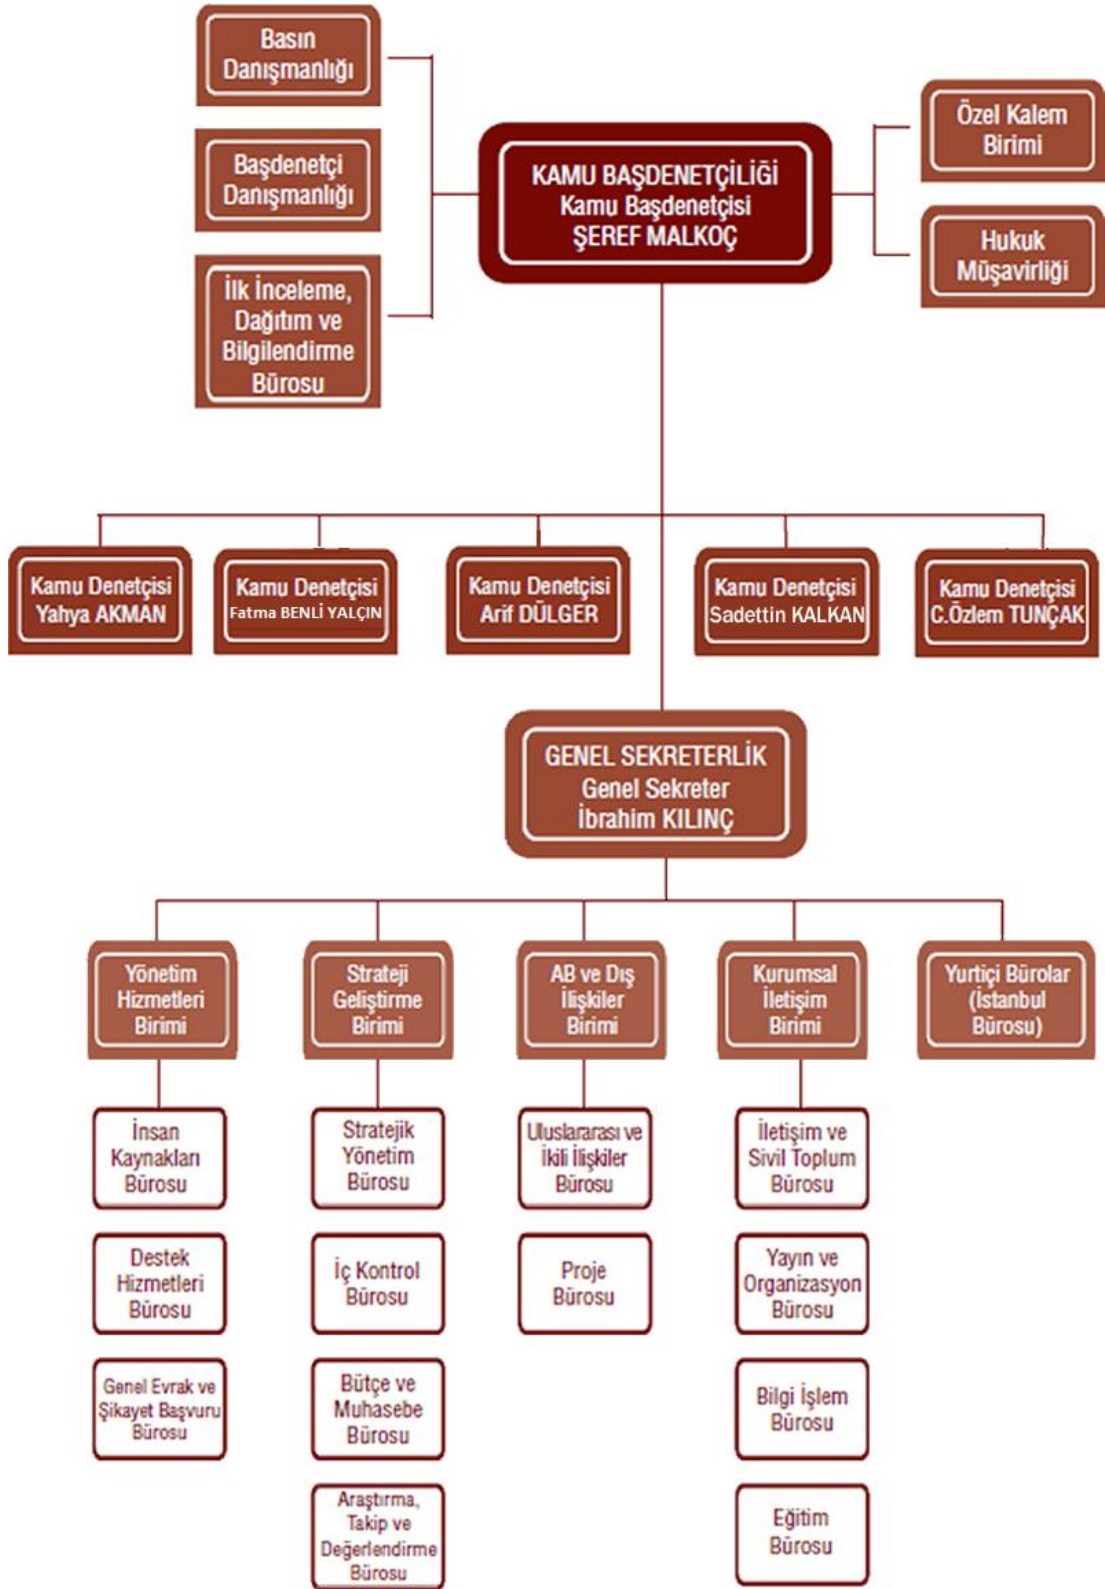 Basın
Danışmanlığı
Başdenetçi
Danışmanlığı
İlk İnceleme,
Dağıtım ve
Bilgilendirme
Bürosu
KAMU BAŞDENETÇİLİĞİ
Kamu Başdenetçisi
ŞEREF MALKOÇ
Özel Kalem
Birimi
Hukuk
Müşavirliği
Kamu Denetçisi
Yahya AKMAN
Kamu Denetçisi
Fatma BENLİ YALÇIN
Kamu Denetçisi
Arif DÜLGER
Kamu Denetçisi
Sadettin KALKAN
Kamu Denetçisi
C.Özlem TUNÇAK
GENEL SEKRETERLİK
Genel Sekreter
İbrahim KILINÇ
Yönetim
Hizmetleri
Birimi
Strateji
Geliştirme
Birimi
AB ve Dış
İlişkiler
Birimi
Kurumsal
İletişim
Birimi
Yurtiçi Bürolar
(İstanbul
Bürosu)
İnsan
Kaynakları
Bürosu
Stratejik
Yönetim
Bürosu
Uluslararası ve
İkili İlişkiler
Bürosu
İletişim ve
Sivil Toplum
Bürosu
Destek
Hizmetleri
Bürosu
İç Kontrol
Bürosu
Proje
Bürosu
Yayın ve
Organizasyon
Bürosu
Genel Evrak ve
Şikayet Başvuru
Bürosu
Bütçe ve
Muhasebe
Bürosu
Bilgi İşlem
Bürosu
Araştırma,
Takip ve
Değerlendirme
Bürosu
Eğitim
Bürosu